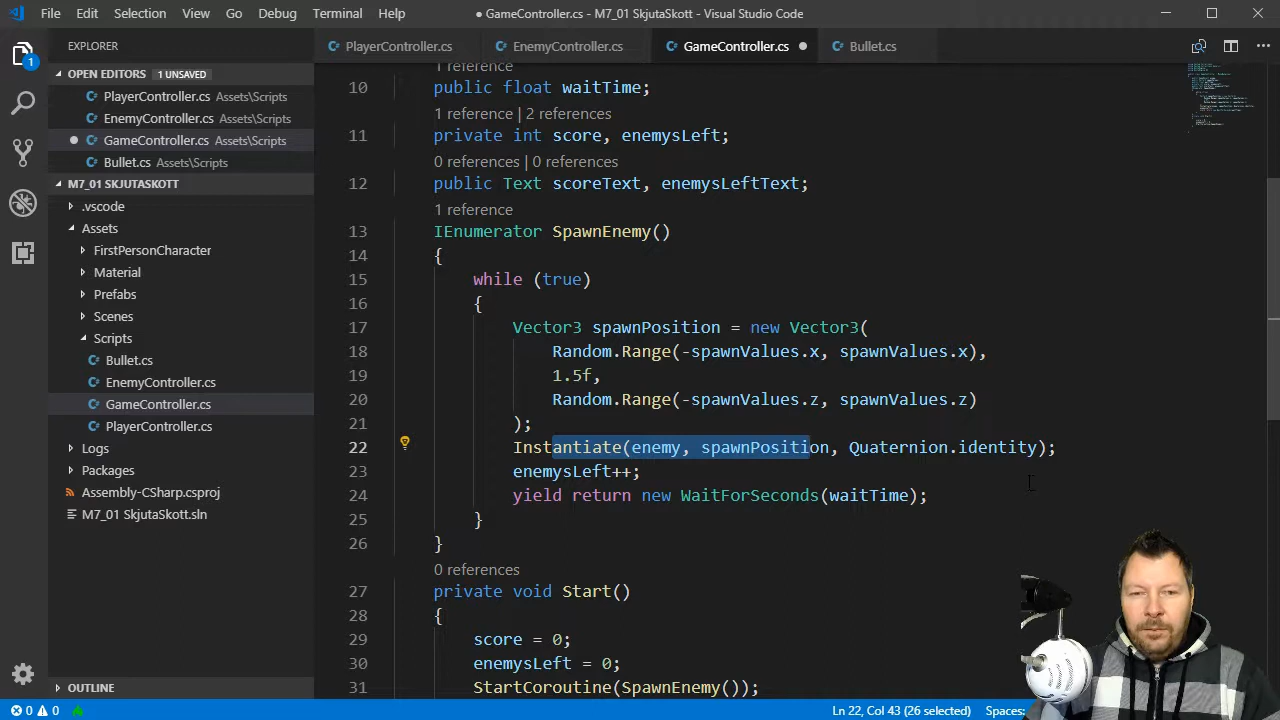 File Edit Selection View Go Debug Terminal Help
● GameController.cs - M7_01 SkjutaSkott - Visual Studio Code
EXPLORER
OPEN EDITORS 1 UNSAVED
PlayerController.cs Assets\Scripts
EnemyController.cs Assets\Scripts
GameController.cs Assets\Scripts
Bullet.cs Assets\Scripts
M7_01 SKJUTASKOTT
.vscode
Assets
FirstPersonCharacter
Material
Prefabs
Scenes
Scripts
Bullet.cs
EnemyController.cs
GameController.cs
PlayerController.cs
Logs
Packages
Assembly-CSharp.csproj
M7_01 SkjutaSkott.sln
OUTLINE
1
PlayerController.cs EnemyController.cs GameController.cs Bullet.cs
1 reference
10 public float waitTime;
1 reference | 2 references
11 private int score, enemysLeft;
0 references | 0 references
12 public Text scoreText, enemysLeftText;
1 reference
13 IEnumerator SpawnEnemy()
14 {
15 while (true)
16 {
17 Vector3 spawnPosition = new Vector3(
18 Random.Range(-spawnValues.x, spawnValues.x),
19 1.5f,
20 Random.Range(-spawnValues.z, spawnValues.z)
21 );
22 Instantiate(enemy, spawnPosition, Quaternion.identity);
23 enemysLeft++;
24 yield return new WaitForSeconds(waitTime);
25 }
26 }
0 references
27 private void Start()
28 {
29 score = 0;
30 enemysLeft = 0;
31 StartCoroutine(SpawnEnemy());
0 0
Ln 22, Col 43 (26 selected) Spaces: